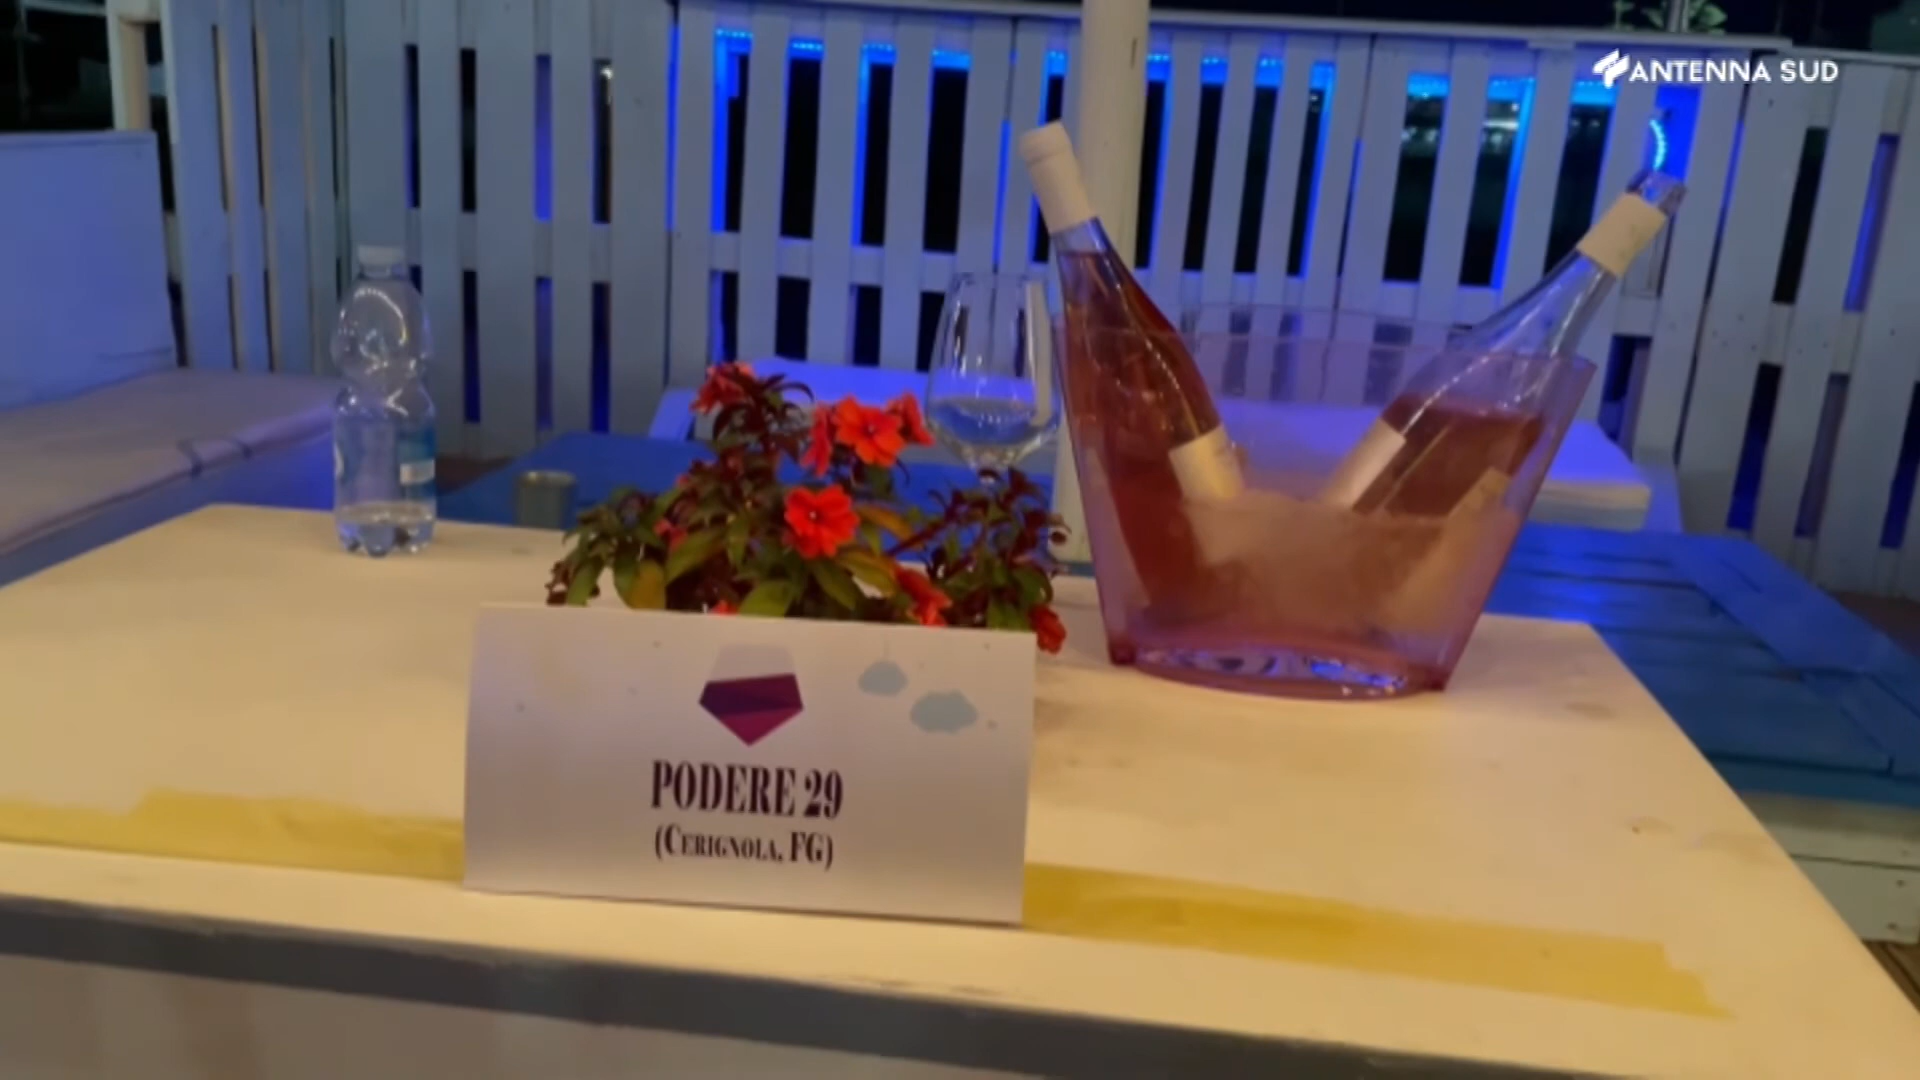 ANTENNA SUD
PODERE 29
(CERIGNOLA, FG)